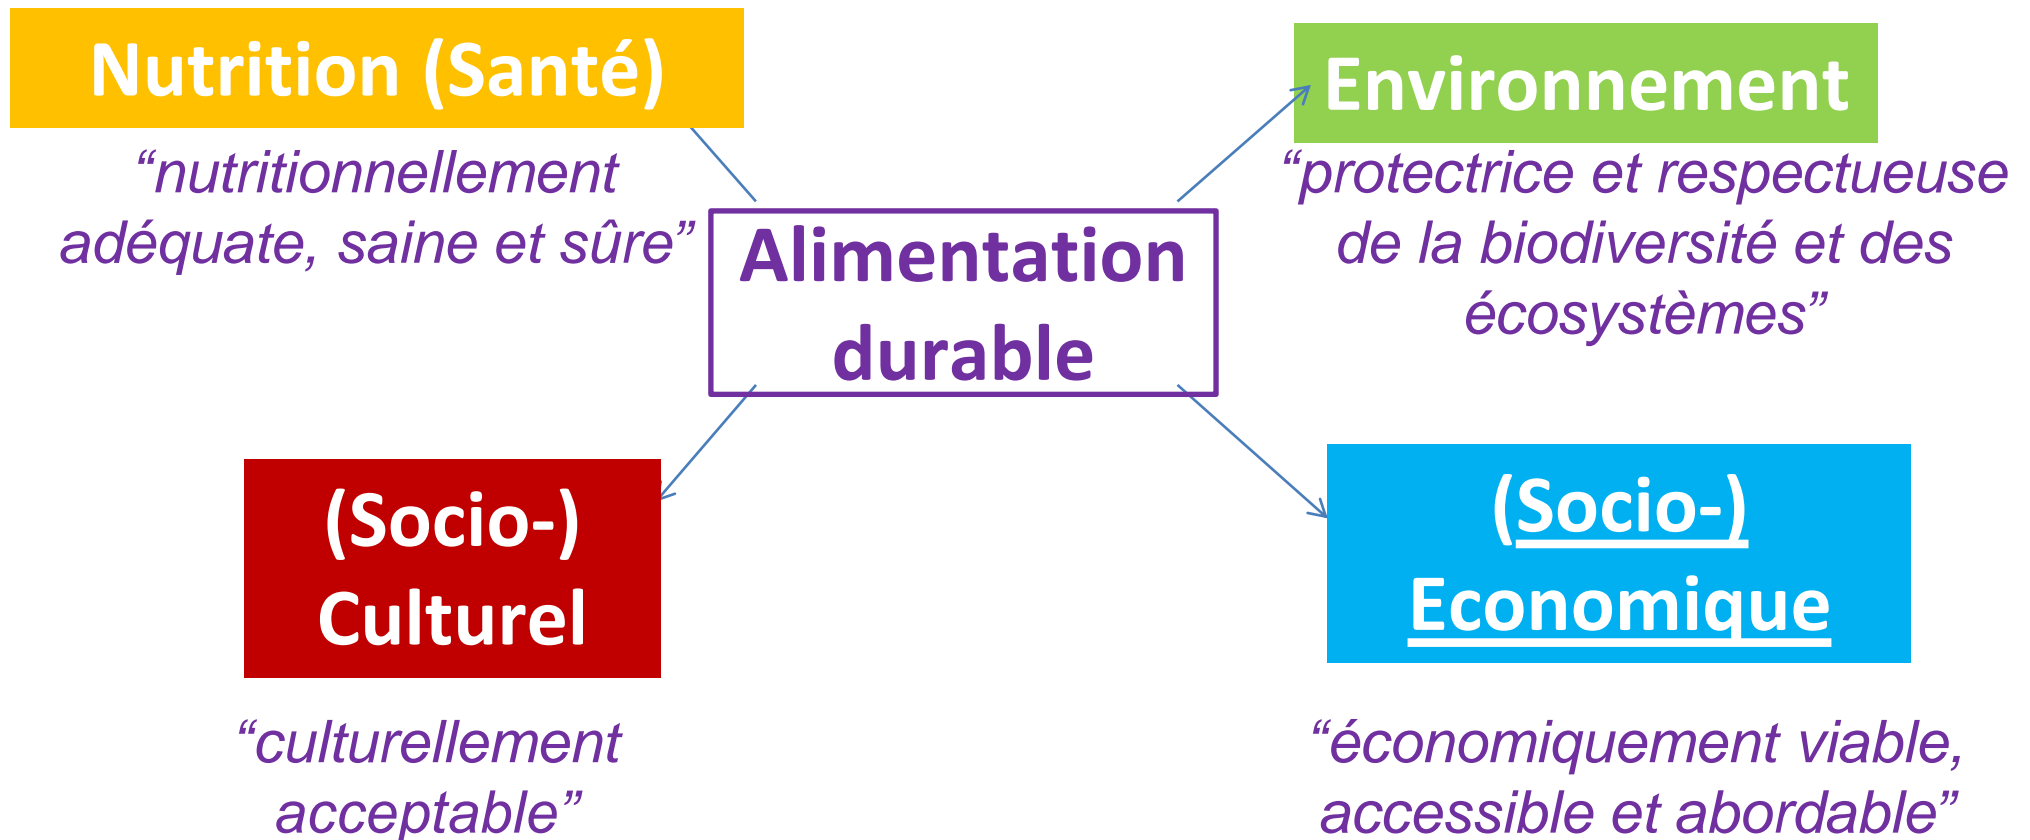 Nutrition (Santé)
“nutritionnellement
adéquate, saine et sûre”
Environnement
“protectrice et respectueuse
de la biodiversité et des
écosystèmes”
Alimentation
durable
(Socio-)
Culturel
“culturellement
acceptable”
(Socio-)
Economique
“économiquement viable,
accessible et abordable”